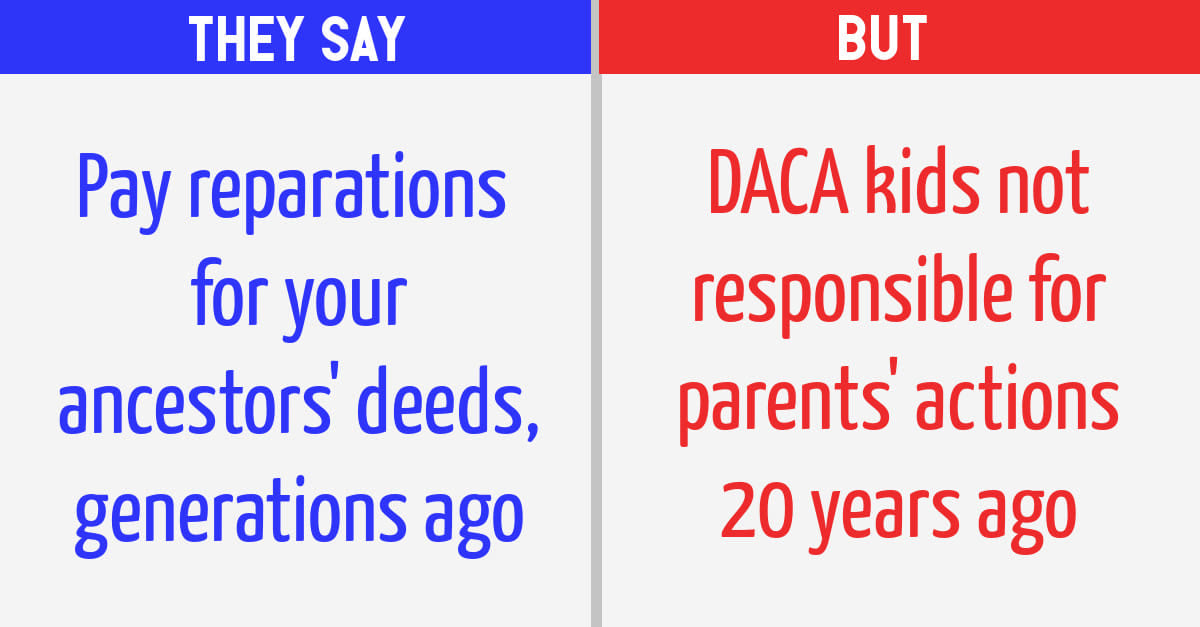 THEY SAY
Pay reparations
for your
ancestors' deeds,
generations ago
BUT
DACA kids not
responsible for
parents' actions
20 years ago